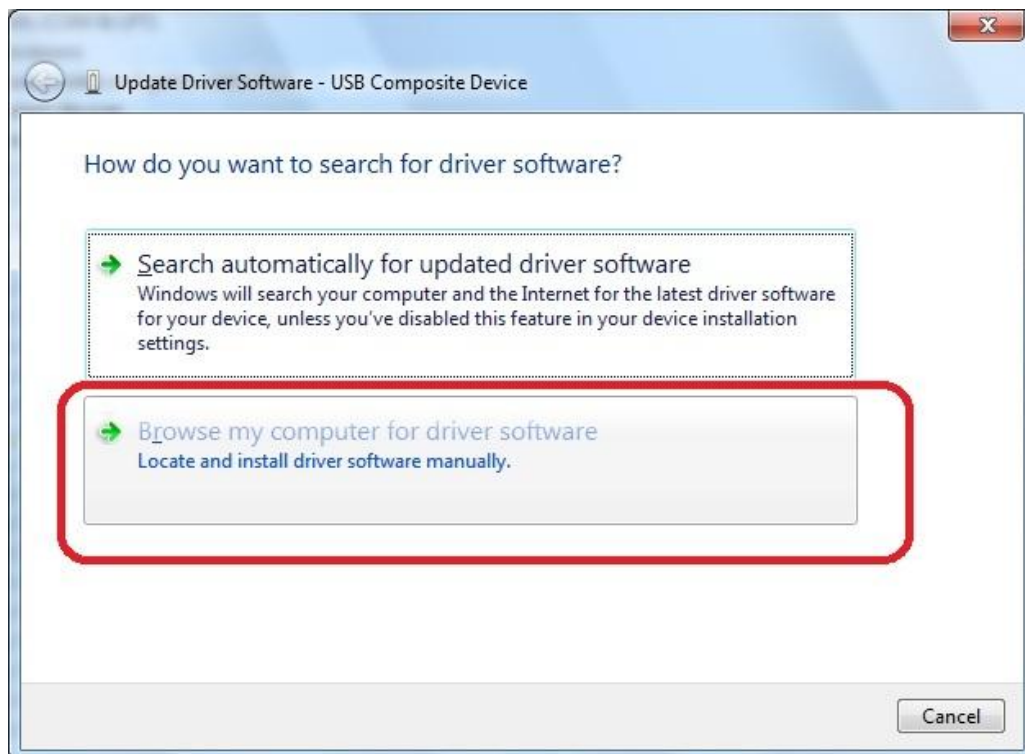 Update Driver Software - USB Composite Device
How do you want to search for driver software?
Search automatically for updated driver software
Windows will search your computer and the Internet for the latest driver software
for your device, unless you've disabled this feature in your device installation
settings.
Browse my computer for driver software
Locate and install driver software manually.
Cancel